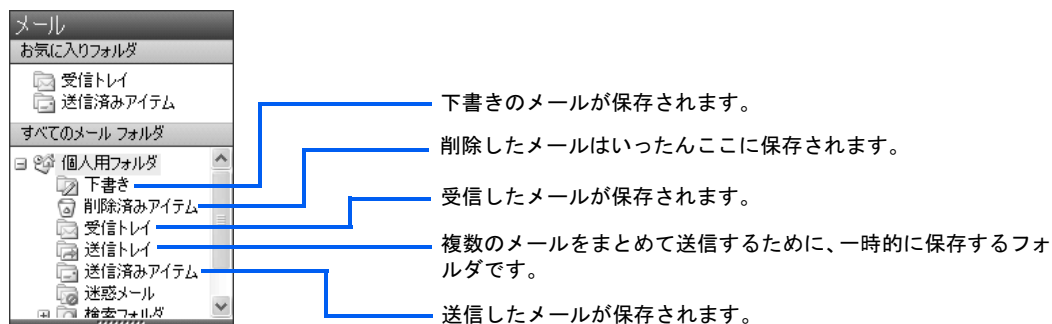 メール
お気に入りフォルダ
受信トレイ
送信済みアイテム
すべてのメール フォルダ
個人用フォルダ
下書き
削除済みアイテム
受信トレイ
送信トレイ
送信済みアイテム
迷惑メール
検索フォルダ
下書きのメールが保存されます。
削除したメールはいったんここに保存されます。
受信したメールが保存されます。
複数のメールをまとめて送信するために、一時的に保存するフォ
ルダです。
送信したメールが保存されます。